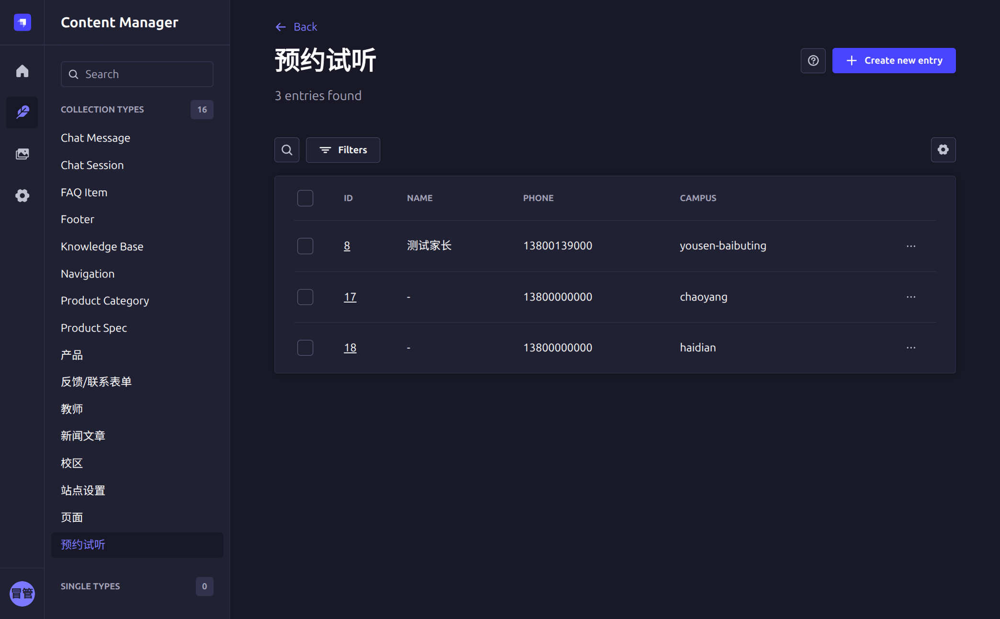 Content Manager
Search
COLLECTION TYPES 16
Chat Message
Chat Session
FAQ Item
Footer
Knowledge Base
Navigation
Product Category
Product Spec
产品
反馈/联系表单
教师
新闻文章
校区
站点设置
页面
预约试听
SINGLE TYPES 0
冒管
Back
预约试听
Create new entry
3 entries found
Filters
ID NAME PHONE CAMPUS
8 测试家长 13800139000 yousen-baibuting
17 - 13800000000 chaoyang
18 - 13800000000 haidian